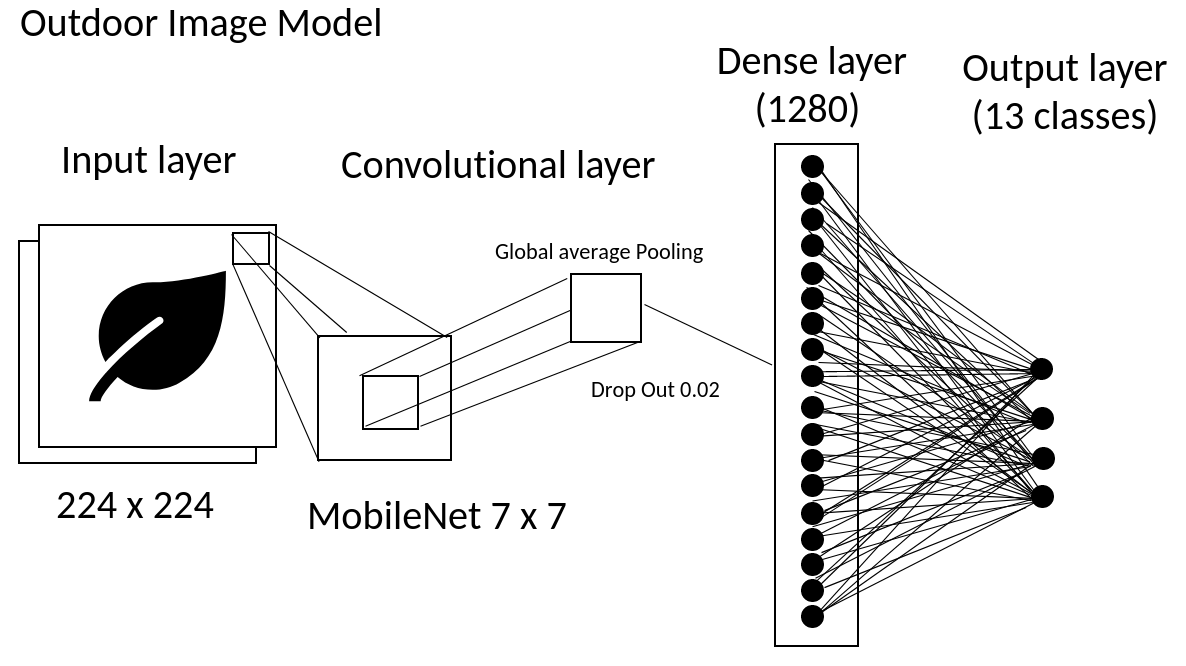 Outdoor Image Model
Dense layer
(1280)
Output layer
(13 classes)
Input layer
Convolutional layer
Global average Pooling
Drop Out 0.02
224 x 224
MobileNet 7 x 7